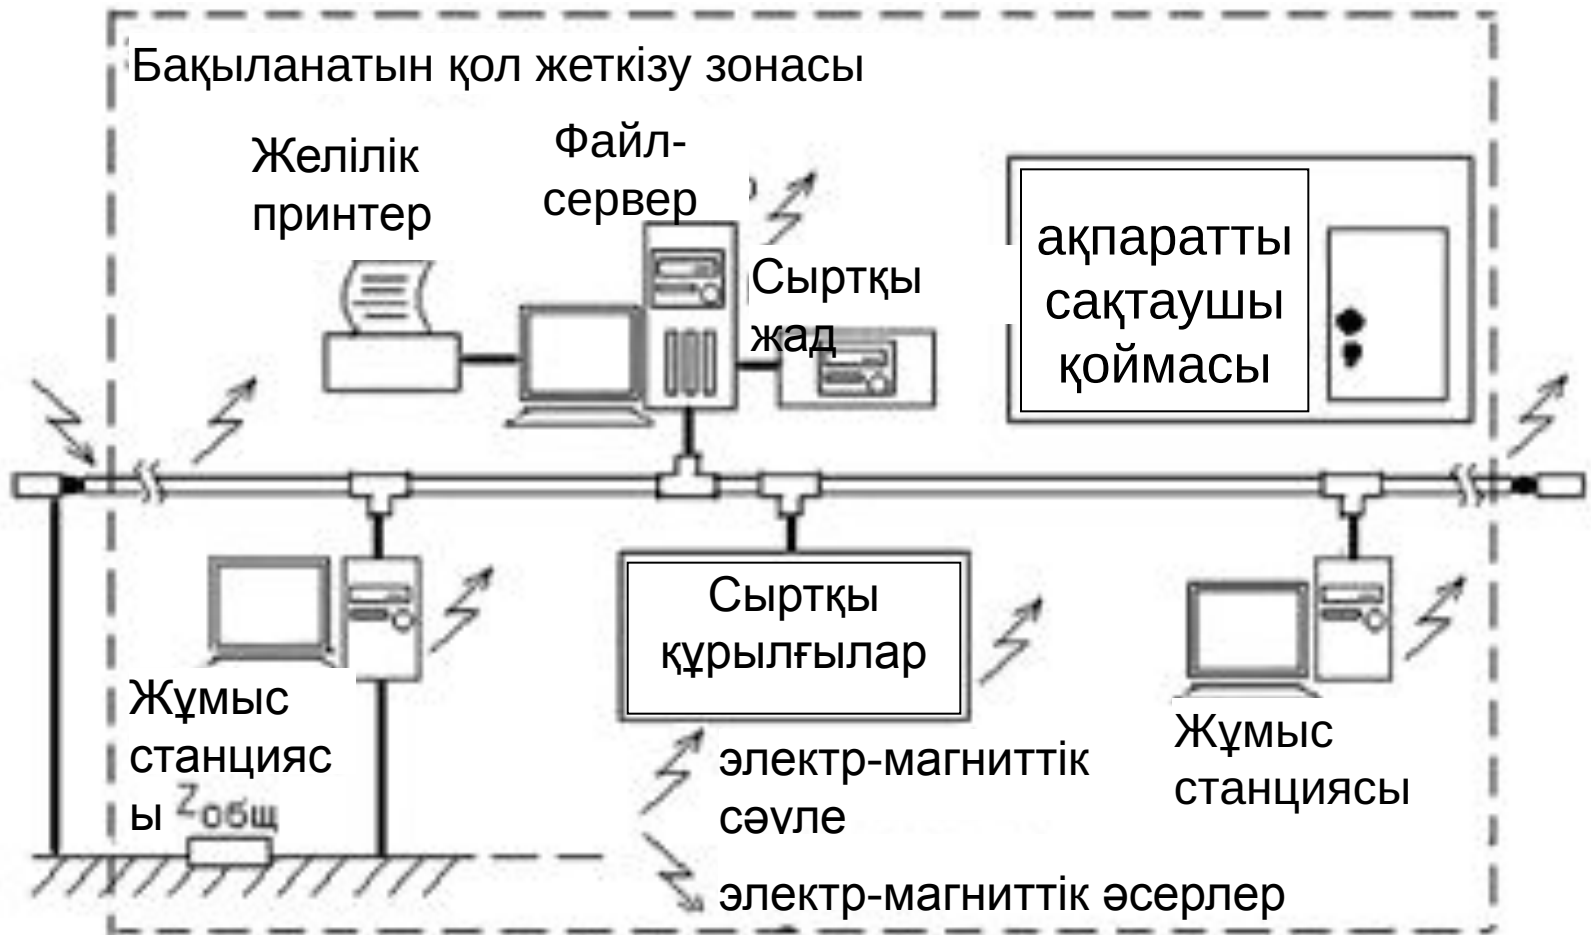 Бақыланатын қол жеткізу зонасы
Желілік
принтер
Файл-
сервер
Сыртқы
жад
ақпаратты
сақтаушы
қоймасы
Жұмыс
станцияс
ы
Zобщ
Сыртқы
құрылғылар
Жұмыс
станциясы
электр-магниттік
сәуле
электр-магниттік әсерлер